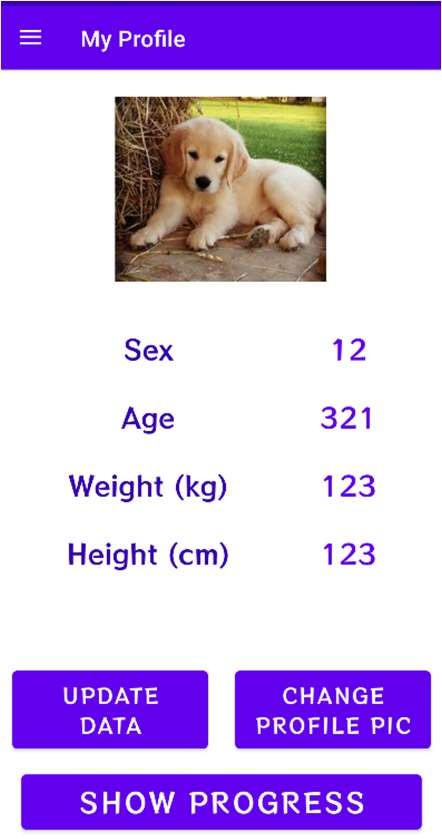 My Profile
Sex 12
Age 321
Weight (kg) 123
Height (cm) 123
UPDATE
DATA
CHANGE
PROFILE PIC
SHOW PROGRESS